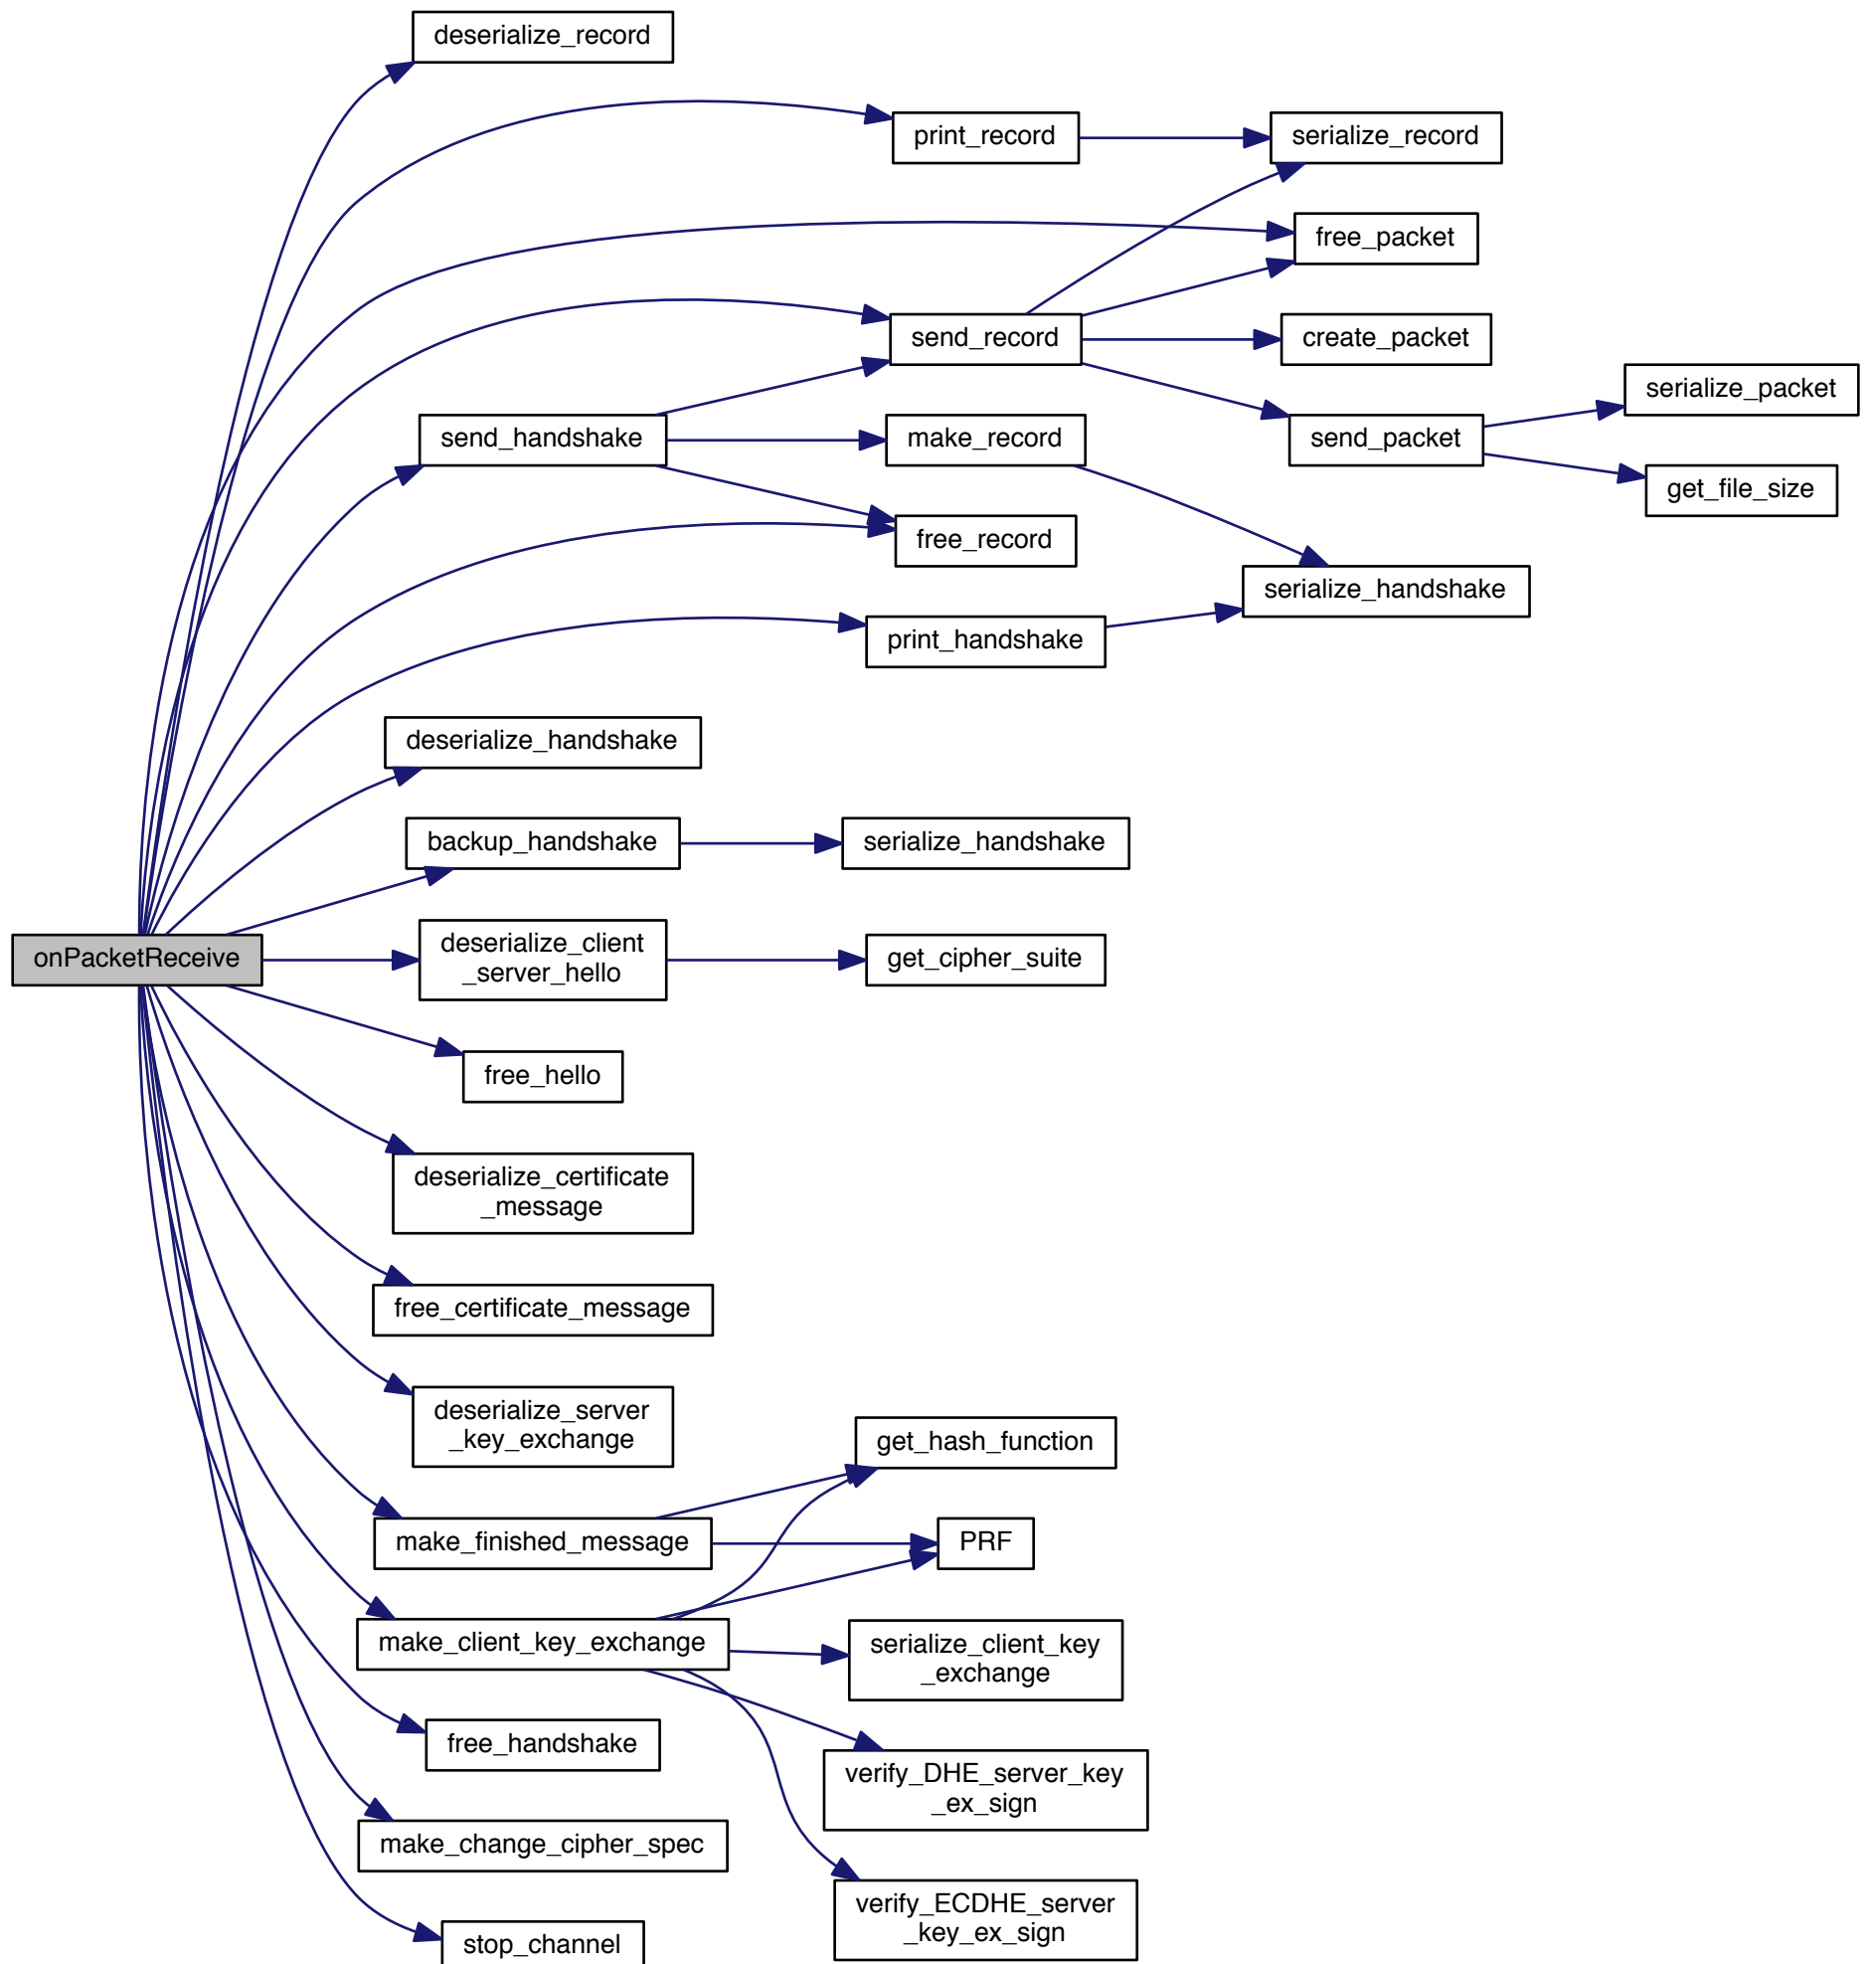 deserialize_record
print_record
serialize_record
free_packet
send_record
create_packet
serialize_packet
send_handshake
make_record
send_packet
get_file_size
free_record
serialize_handshake
print_handshake
deserialize_handshake
backup_handshake
serialize_handshake
onPacketReceive
deserialize_client
_server_hello
get_cipher_suite
free_hello
deserialize_certificate
_message
free_certificate_message
deserialize_server
_key_exchange
get_hash_function
make_finished_message
PRF
make_client_key_exchange
serialize_client_key
_exchange
free_handshake
verify_DHE_server_key
_ex_sign
make_change_cipher_spec
verify_ECDHE_server
_key_ex_sign
stop_channel